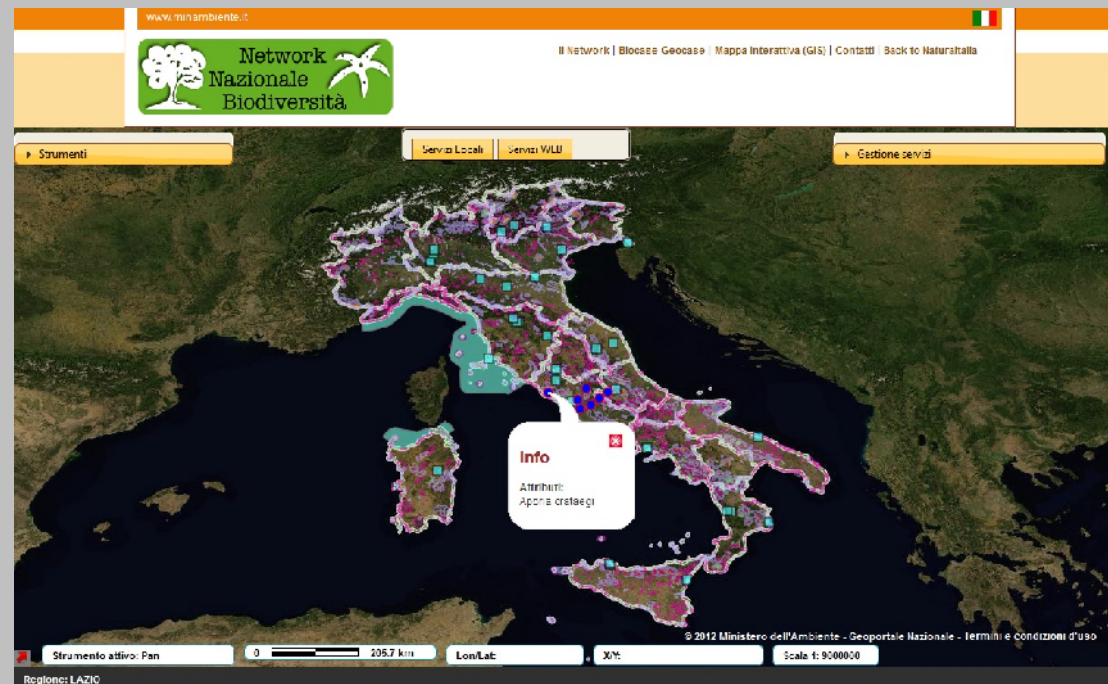 www.minambiente.it
Network
Nazionale
Biodiversità
Il Network | Biocase Geocase | Mappa Interattiva (GIS) | Contatti | Back to Naturaitalia
Strumenti
Servizi Locali
Servizi WEB
Gestione servizi
Info
Attributi:
Aporia crataegi
© 2012 Ministero dell'Ambiente - Geoportale Nazionale - Termini e condizioni d'uso
Strumento attivo: Pan
0
205.7 km
Lon/Lat:
X/Y:
Scala 1: 9000000
Regione: LAZIO